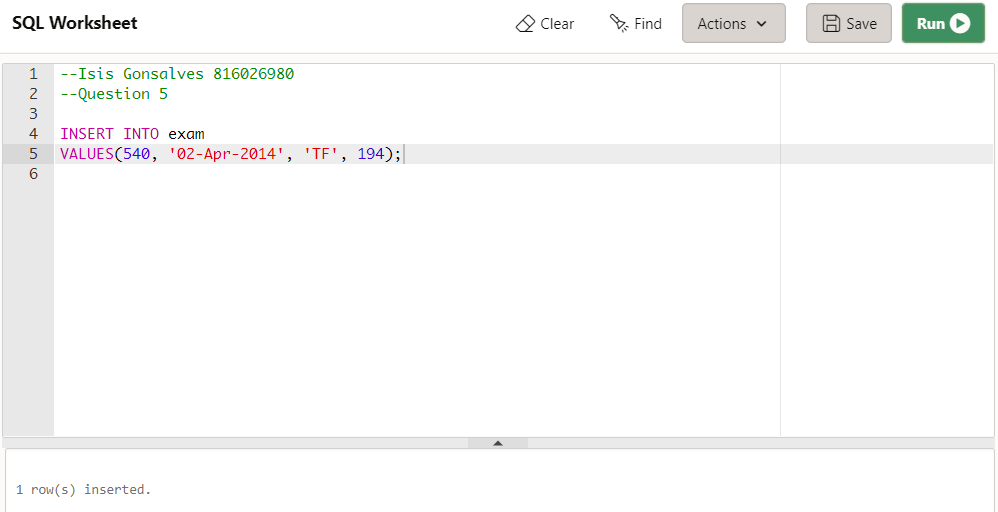 SQL Worksheet Clear Find Actions Save Run
1 --Isis Gonsalves 816026980
2 --Question 5
3
4 INSERT INTO exam
5 VALUES(540, '02-Apr-2014', 'TF', 194);
6
1 row(s) inserted.